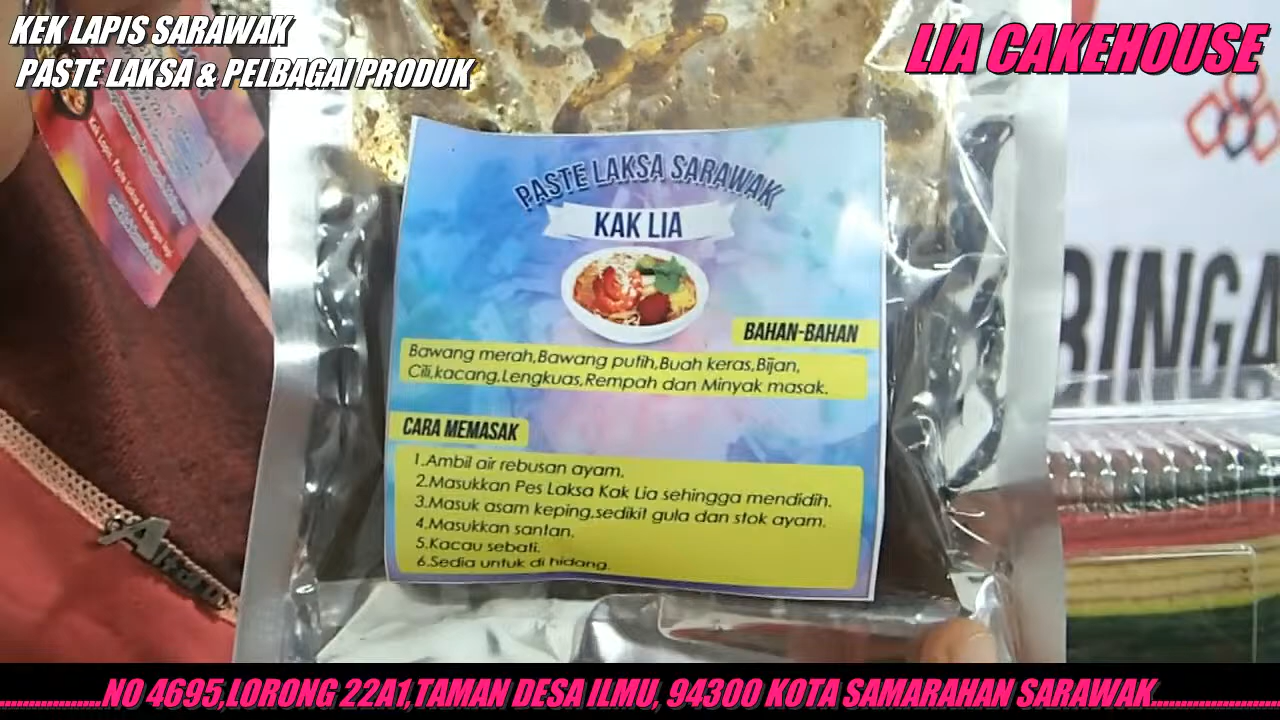 KEK LAPIS SARAWAK
PASTE LAKSA & PELBAGAI PRODUK
LIA CAKEHOUSE
PASTE LAKSA SARAWAK
KAK LIA
BAHAN-BAHAN
Bawang merah,Bawang putih,Buah keras,Bijan,
Cili,kacang,Lengkuas,Rempah dan Minyak masak.
CARA MEMASAK
1.Ambil air rebusan ayam.
2.Masukkan Pes Laksa Kak Lia sehingga mendidih.
3.Masuk asam keping,sedikit gula dan stok ayam.
4.Masukkan santan.
5.Kacau sebati.
6.Sedia untuk di hidang.
RINGA
..................NO 4695,LORONG 22A1,TAMAN DESA ILMU, 94300 KOTA SAMARAHAN SARAWAK......................